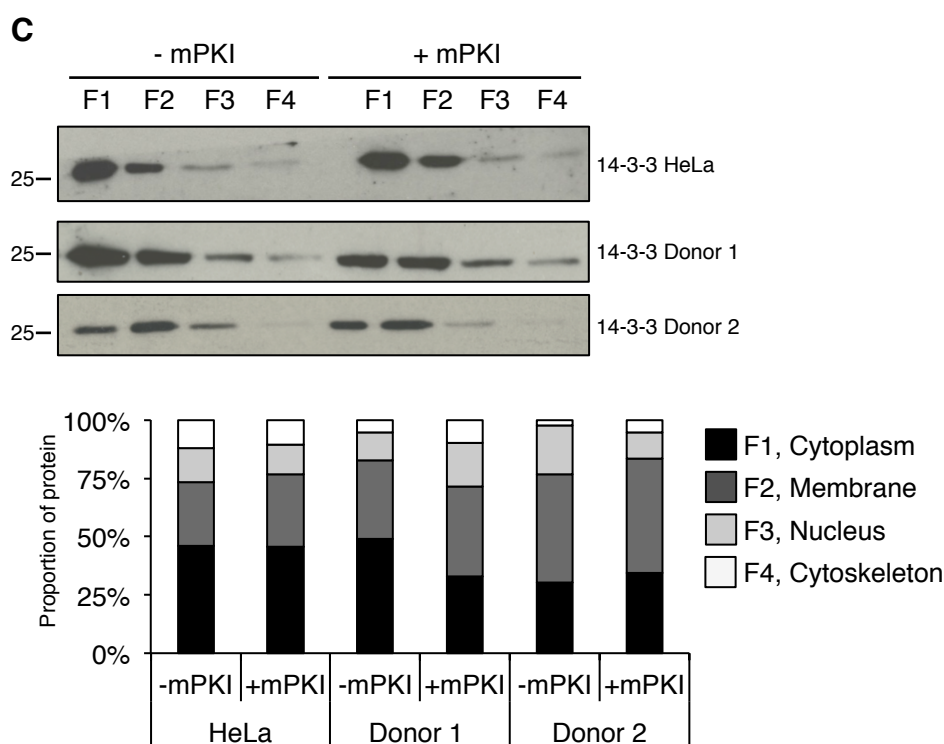 C
- mPKI + mPKI
F1 F2 F3 F4 F1 F2 F3 F4
25 14-3-3 HeLa
25 14-3-3 Donor 1
25 14-3-3 Donor 2
Proportion of protein
100%
75%
50%
25%
0%
F1, Cytoplasm
F2, Membrane
F3, Nucleus
F4, Cytoskeleton
-mPKI +mPKI -mPKI +mPKI -mPKI +mPKI
HeLa Donor 1 Donor 2